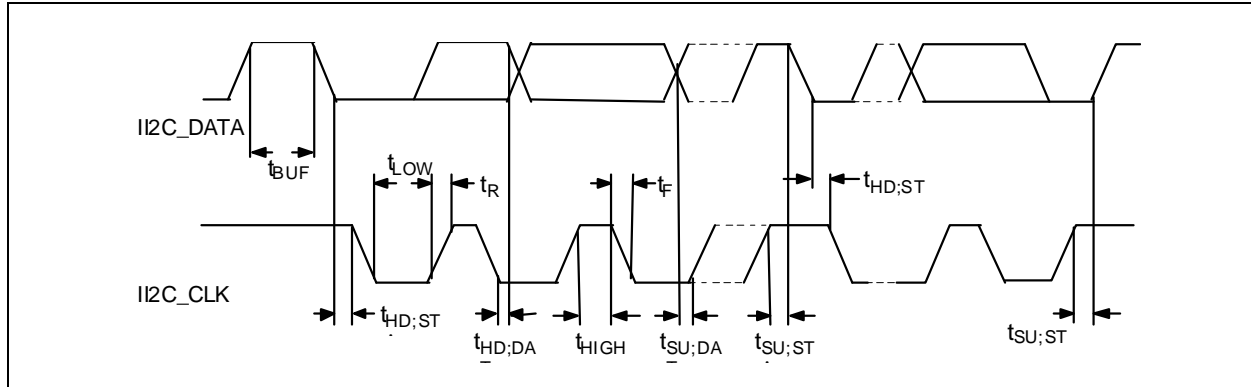 II2C_DATA
tBUF
tLOW
tR
tF
tHD;ST
II2C_CLK
tHD;ST
tHD;DA
tHIGH
tSU;DA
tSU;ST
tSU;ST